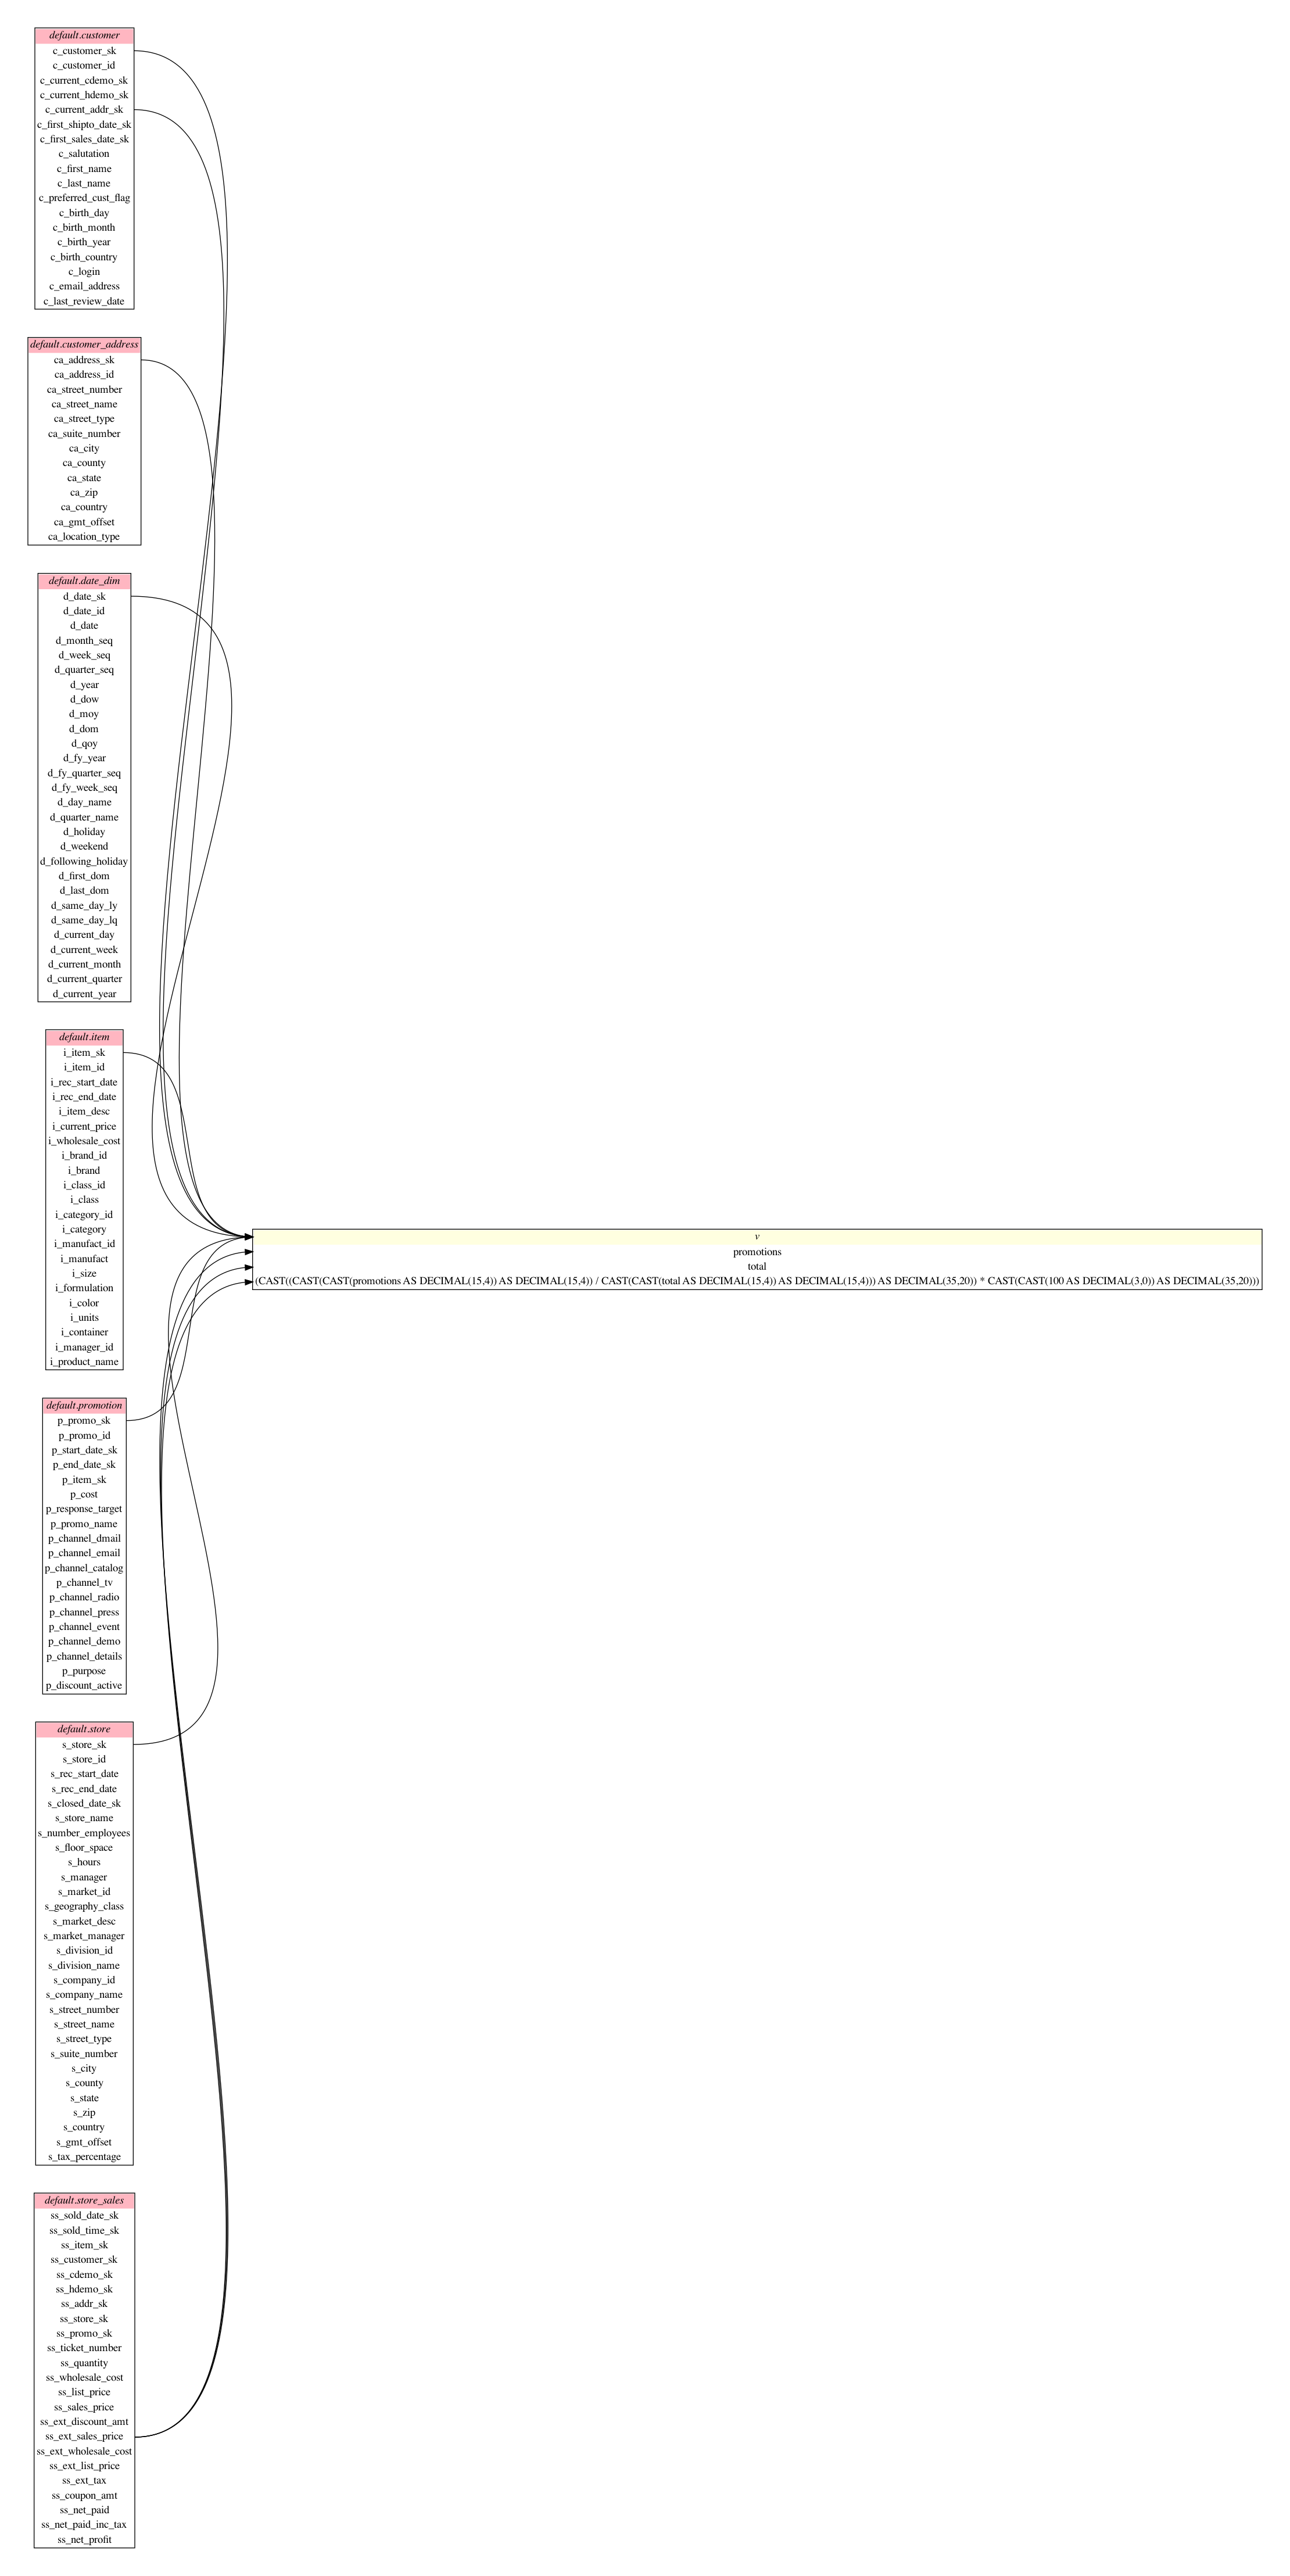 default.customer
c_customer_sk
c_customer_id
c_current_cdemo_sk
c_current_hdemo_sk
c_current_addr_sk
c_first_shipto_date_sk
c_first_sales_date_sk
c_salutation
c_first_name
c_last_name
c_preferred_cust_flag
c_birth_day
c_birth_month
c_birth_year
c_birth_country
c_login
c_email_address
c_last_review_date
default.customer_address
ca_address_sk
ca_address_id
ca_street_number
ca_street_name
ca_street_type
ca_suite_number
ca_city
ca_county
ca_state
ca_zip
ca_country
ca_gmt_offset
ca_location_type
default.date_dim
d_date_sk
d_date_id
d_date
d_month_seq
d_week_seq
d_quarter_seq
d_year
d_dow
d_moy
d_dom
d_qoy
d_fy_year
d_fy_quarter_seq
d_fy_week_seq
d_day_name
d_quarter_name
d_holiday
d_weekend
d_following_holiday
d_first_dom
d_last_dom
d_same_day_ly
d_same_day_lq
d_current_day
d_current_week
d_current_month
d_current_quarter
d_current_year
default.item
i_item_sk
i_item_id
i_rec_start_date
i_rec_end_date
i_item_desc
i_current_price
i_wholesale_cost
i_brand_id
i_brand
i_class_id
i_class
i_category_id
i_category
i_manufact_id
i_manufact
i_size
i_formulation
i_color
i_units
i_container
i_manager_id
i_product_name
v
promotions
total
(CAST((CAST(CAST(promotions AS DECIMAL(15,4)) AS DECIMAL(15,4)) / CAST(CAST(total AS DECIMAL(15,4)) AS DECIMAL(15,4))) AS DECIMAL(35,20)) * CAST(CAST(100 AS DECIMAL(3,0)) AS DECIMAL(35,20)))
default.promotion
p_promo_sk
p_promo_id
p_start_date_sk
p_end_date_sk
p_item_sk
p_cost
p_response_target
p_promo_name
p_channel_dmail
p_channel_email
p_channel_catalog
p_channel_tv
p_channel_radio
p_channel_press
p_channel_event
p_channel_demo
p_channel_details
p_purpose
p_discount_active
default.store
s_store_sk
s_store_id
s_rec_start_date
s_rec_end_date
s_closed_date_sk
s_store_name
s_number_employees
s_floor_space
s_hours
s_manager
s_market_id
s_geography_class
s_market_desc
s_market_manager
s_division_id
s_division_name
s_company_id
s_company_name
s_street_number
s_street_name
s_street_type
s_suite_number
s_city
s_county
s_state
s_zip
s_country
s_gmt_offset
s_tax_percentage
default.store_sales
ss_sold_date_sk
ss_sold_time_sk
ss_item_sk
ss_customer_sk
ss_cdemo_sk
ss_hdemo_sk
ss_addr_sk
ss_store_sk
ss_promo_sk
ss_ticket_number
ss_quantity
ss_wholesale_cost
ss_list_price
ss_sales_price
ss_ext_discount_amt
ss_ext_sales_price
ss_ext_wholesale_cost
ss_ext_list_price
ss_ext_tax
ss_coupon_amt
ss_net_paid
ss_net_paid_inc_tax
ss_net_profit